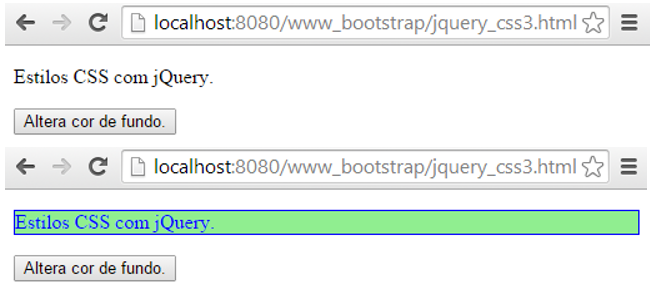 localhost:8080/www_bootstrap/jquery_css3.html
Estilos CSS com jQuery.
Altera cor de fundo.
localhost:8080/www_bootstrap/jquery_css3.html
Estilos CSS com jQuery.
Altera cor de fundo.